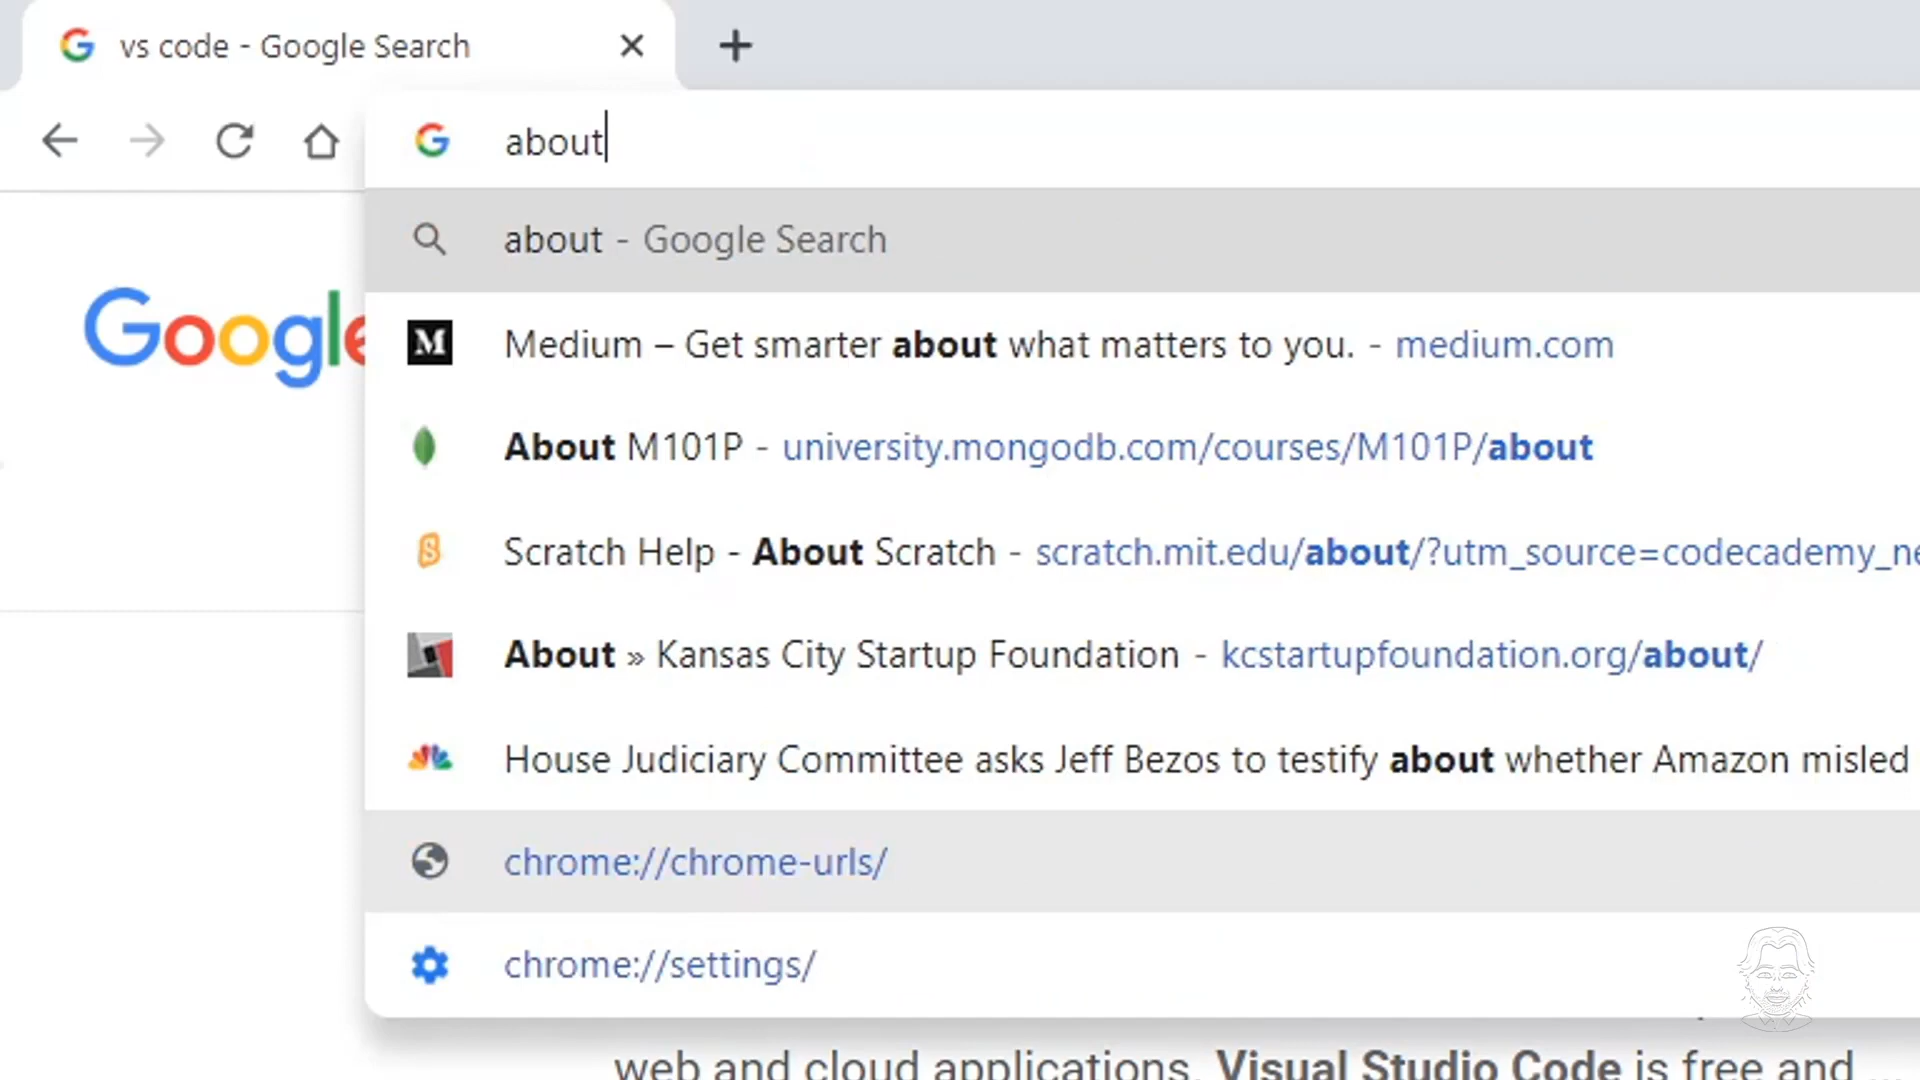 vs code - Google Search
about
about - Google Search
Google
M Medium – Get smarter about what matters to you. - medium.com
About M101P - university.mongodb.com/courses/M101P/about
Scratch Help - About Scratch - scratch.mit.edu/about/?utm_source=codecademy_ne
About » Kansas City Startup Foundation - kcstartupfoundation.org/about/
House Judiciary Committee asks Jeff Bezos to testify about whether Amazon misled
chrome://chrome-urls/
chrome://settings/
web and cloud applications. Visual Studio Code is free and ...